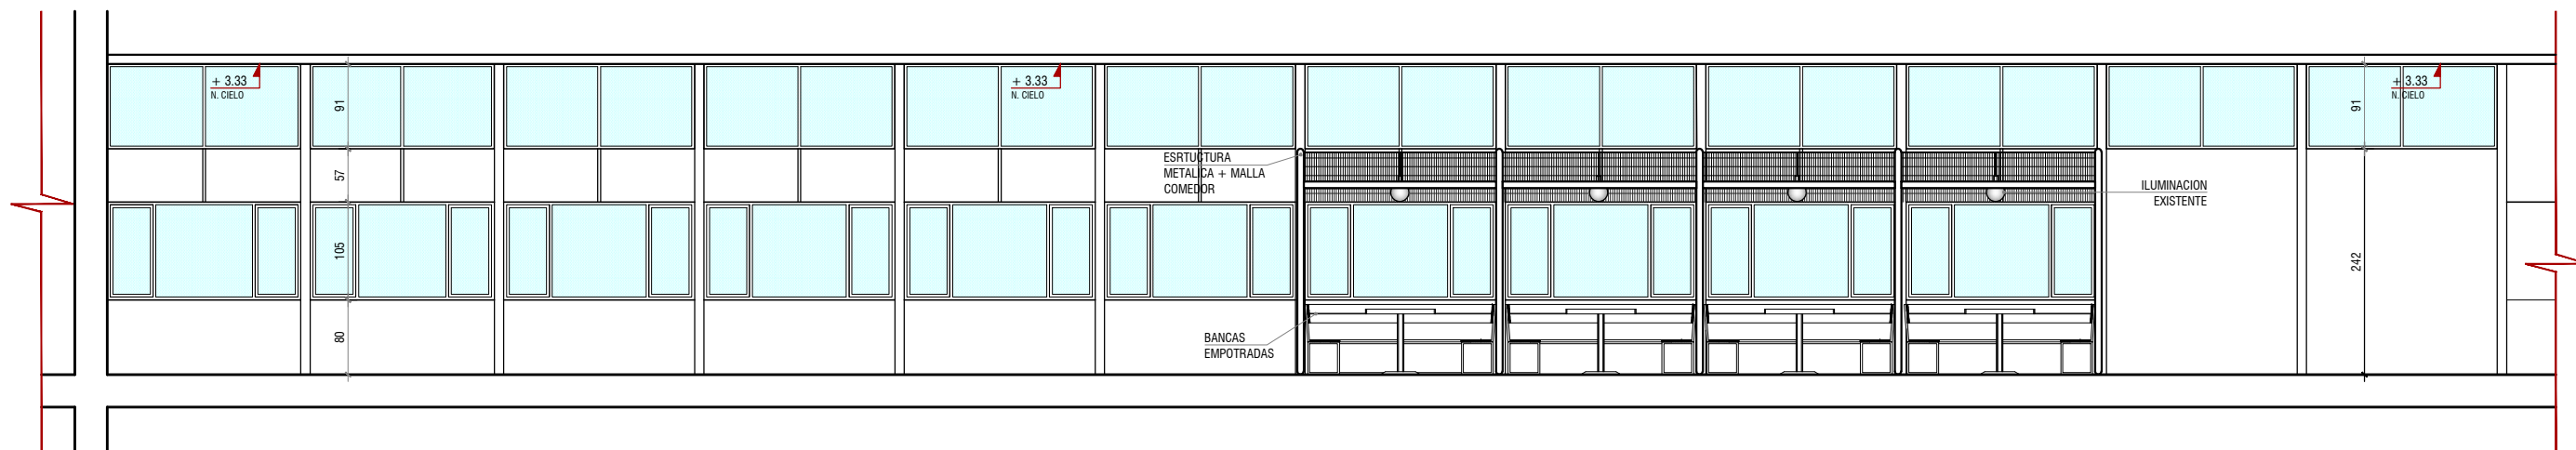 + 3.33
N. CIELO
+ 3.33
N. CIELO
+ 3.33
N. CIELO
91
57
105
80
ESRTUCTURA
METALICA + MALLA
COMEDOR
BANCAS
EMPOTRADAS
ILUMINACION
EXISTENTE
91
242